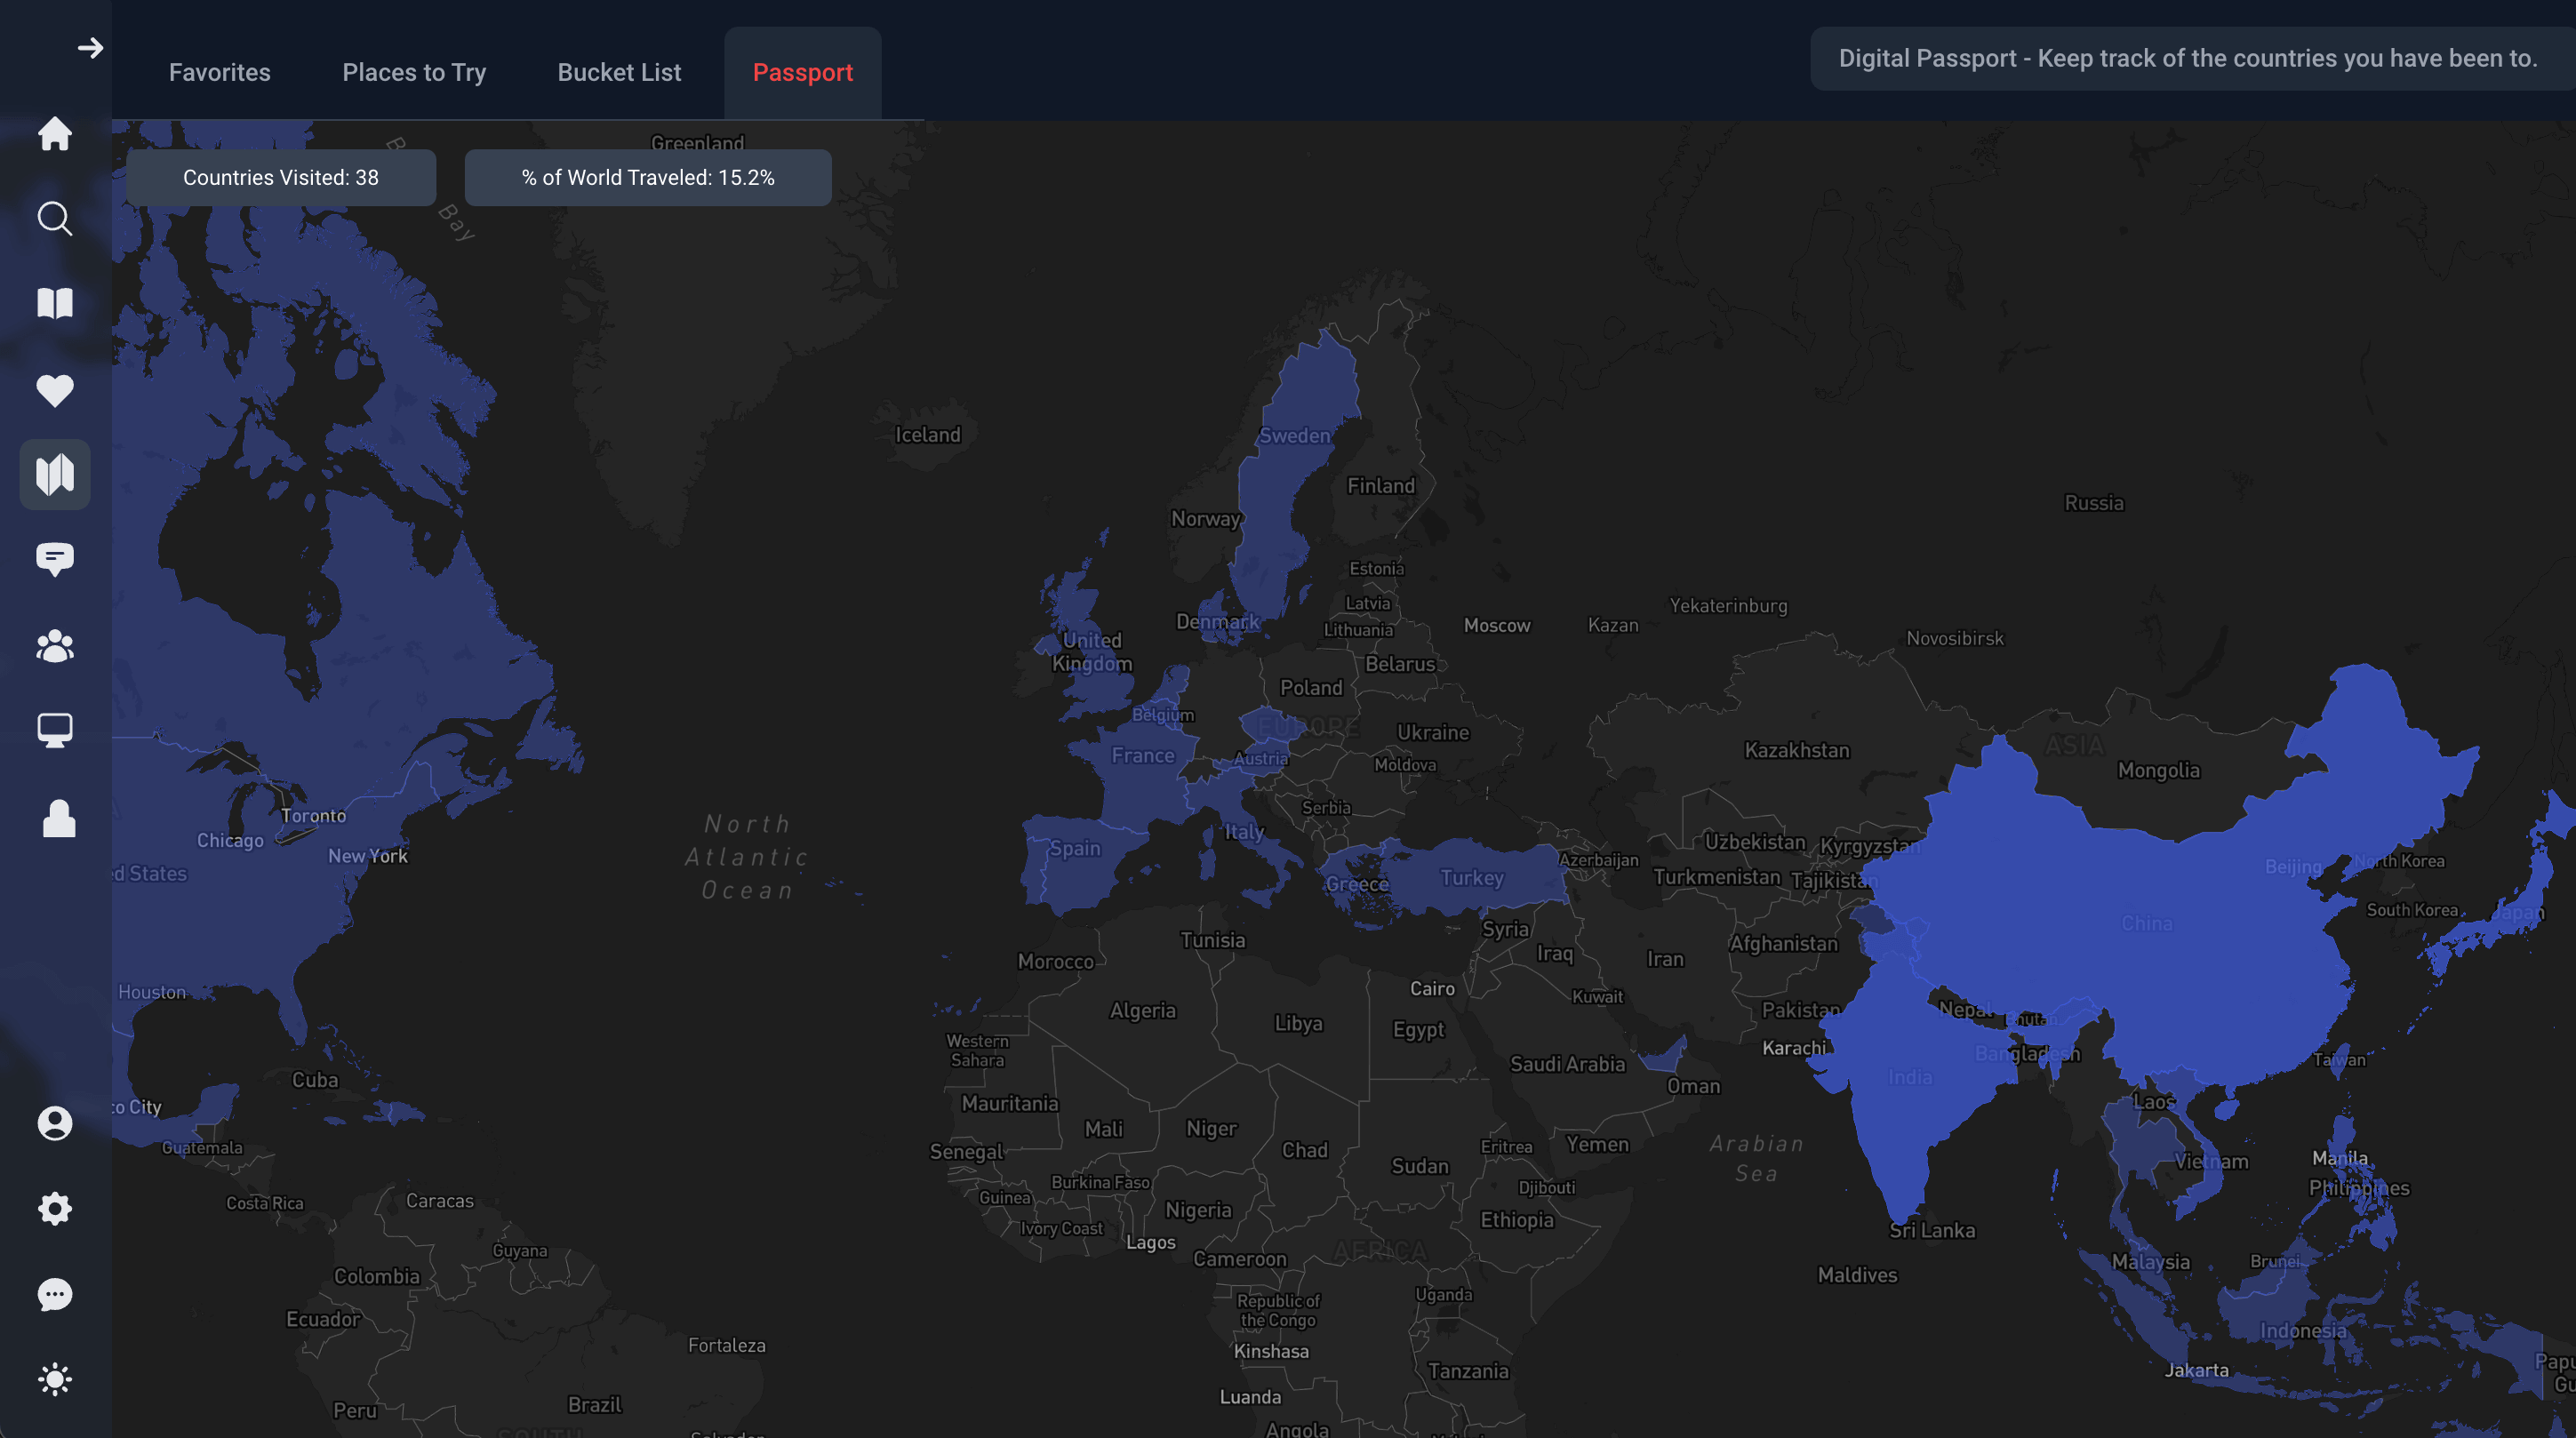 Favorites
Places to Try
Bucket List
Passport
Digital Passport - Keep track of the countries you have been to.
Greenland
Countries Visited: 38
% of World Traveled: 15.2%
Bay
Iceland
Sweden
Finland
Norway
Russia
Estonia
Latvia
Lithuania
Denmark
Moscow
Kazan
Yekaterinburg
Novosibirsk
United
Kingdom
Belarus
Poland
Belgium
EUROPE
Ukraine
France
Austria
Moldova
Kazakhstan
ASIA
Mongolia
Serbia
Toronto
Chicago
New York
North
Atlantic
Ocean
Italy
Spain
Greece
Turkey
Azerbaijan
Uzbekistan
Kyrgyzstan
Turkmenistan
Tajikistan
Beijing
North Korea
South Korea
Japan
China
d States
Houston
Tunisia
Morocco
Syria
Iraq
Iran
Afghanistan
Algeria
Libya
Cairo
Egypt
Kuwait
Pakistan
Nepal
Bhutan
Karachi
Bangladesh
India
Taiwan
Western
Sahara
Saudi Arabia
Oman
Cuba
co City
Guatemala
Mauritania
Mali
Niger
Chad
Sudan
Eritrea
Yemen
Arabian
Sea
Laos
Vietnam
Manila
Philippines
Senegal
Burkina Faso
Guinea
Ivory Coast
Nigeria
Lagos
Cameroon
AFRICA
Djibouti
Ethiopia
Sri Lanka
Maldives
Malaysia
Brunei
Costa Rica
Caracas
Guyana
Colombia
Ecuador
Republic of
the Congo
Uganda
Kinshasa
Tanzania
Indonesia
Jakarta
Papu
Gu
Fortaleza
Peru
Brazil
Luanda
Angola
SOUTH
Salvador